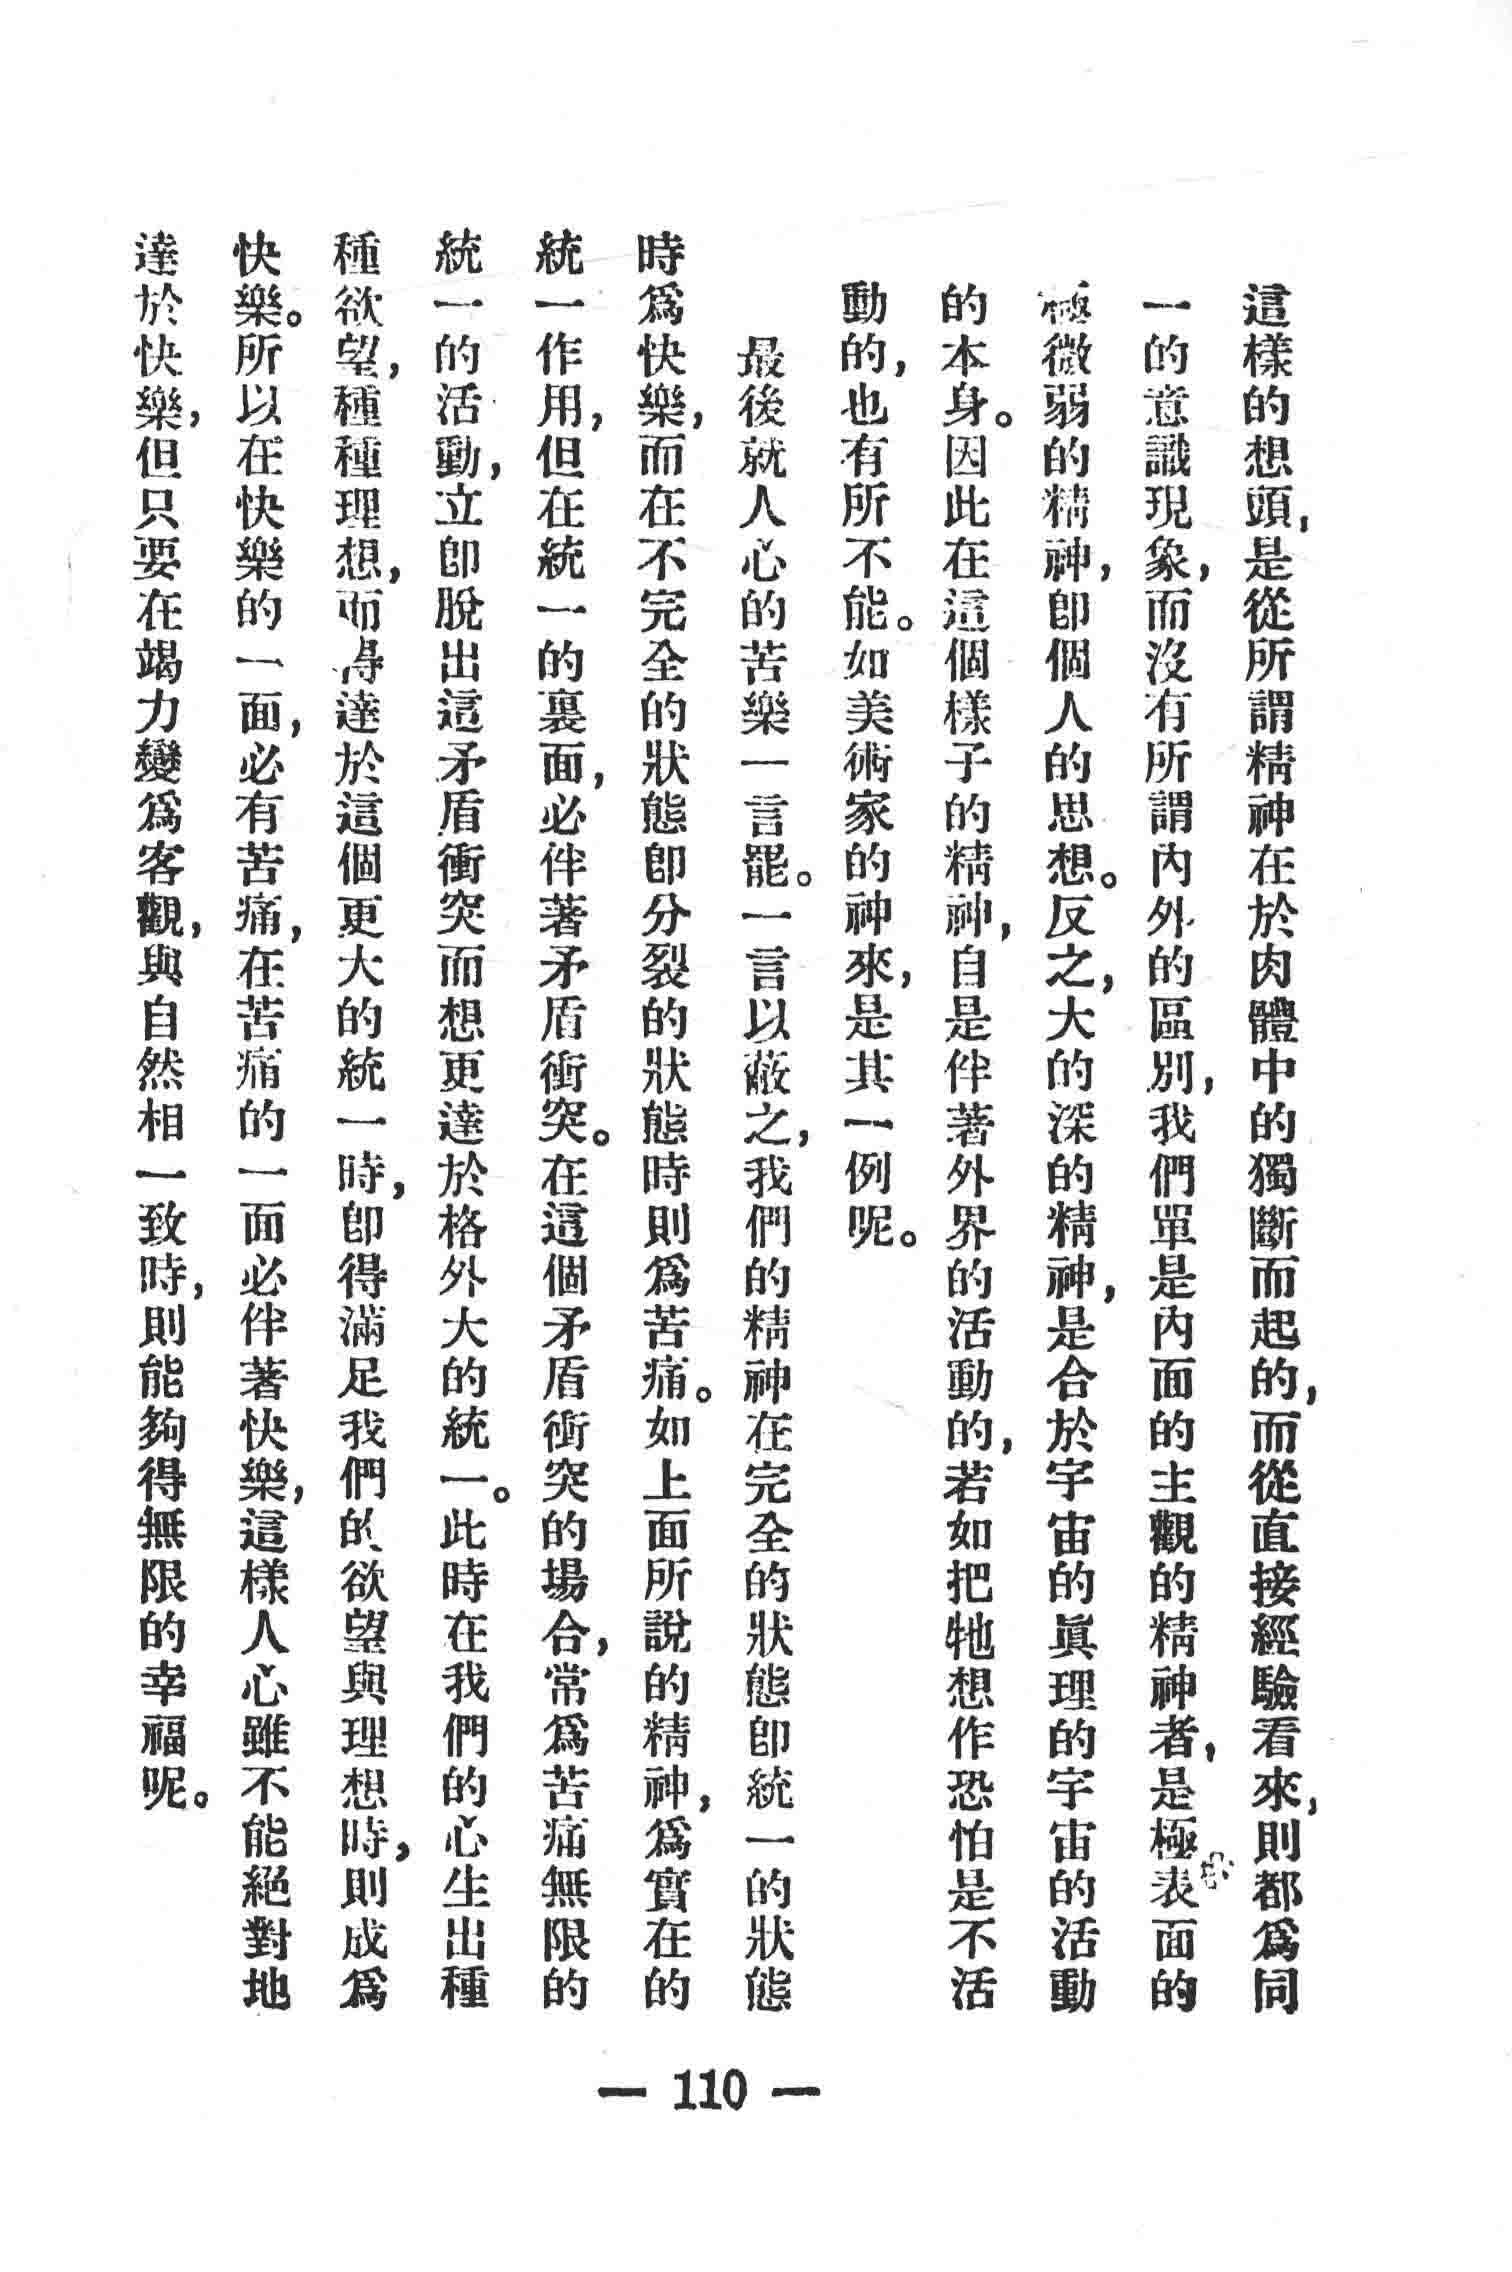 這樣的想頭，是從所謂精神在於肉體中的獨斷而起的，而從直接經驗看來，則都爲同
一的意識現象，而沒有所謂內外的區別，我們單是內面的主觀的精神者，是極表面的
極微弱的精神，卽個人的思想。反之，大的深的精神，是合於宇宙的眞理的宇宙的活動
的本身。因此在這個樣子的精神，自是伴著外界的活動的，若如把牠想作恐怕是不活
動的，也有所不能。如美術家的神來，是其一例呢。
最後就人心的苦樂一言罷。一言以蔽之，我們的精神在完全的狀態卽統一的狀態
時爲快樂，而在不完全的狀態卽分裂的狀態時則爲苦痛。如上面所說的精神，爲實在的
統一作用，但在統一的裏面，必伴著矛盾衝突。在這個矛盾衝突的場合，常爲苦痛無限的
統一的活動，立卽脫出這矛盾衝突而想更達於格外大的統一。此時在我們的心生出種
種欲望，種種理想，而得達於這個更大的統一時，卽得滿足我們的欲望與理想時，則成爲
快樂。所以在快樂的一面，必有苦痛，在苦痛的一面必伴著快樂，這樣人心雖不能絕對地
達於快樂，但只要在竭力變爲客觀，與自然相一致時，則能夠得無限的幸福呢。
— 110 —